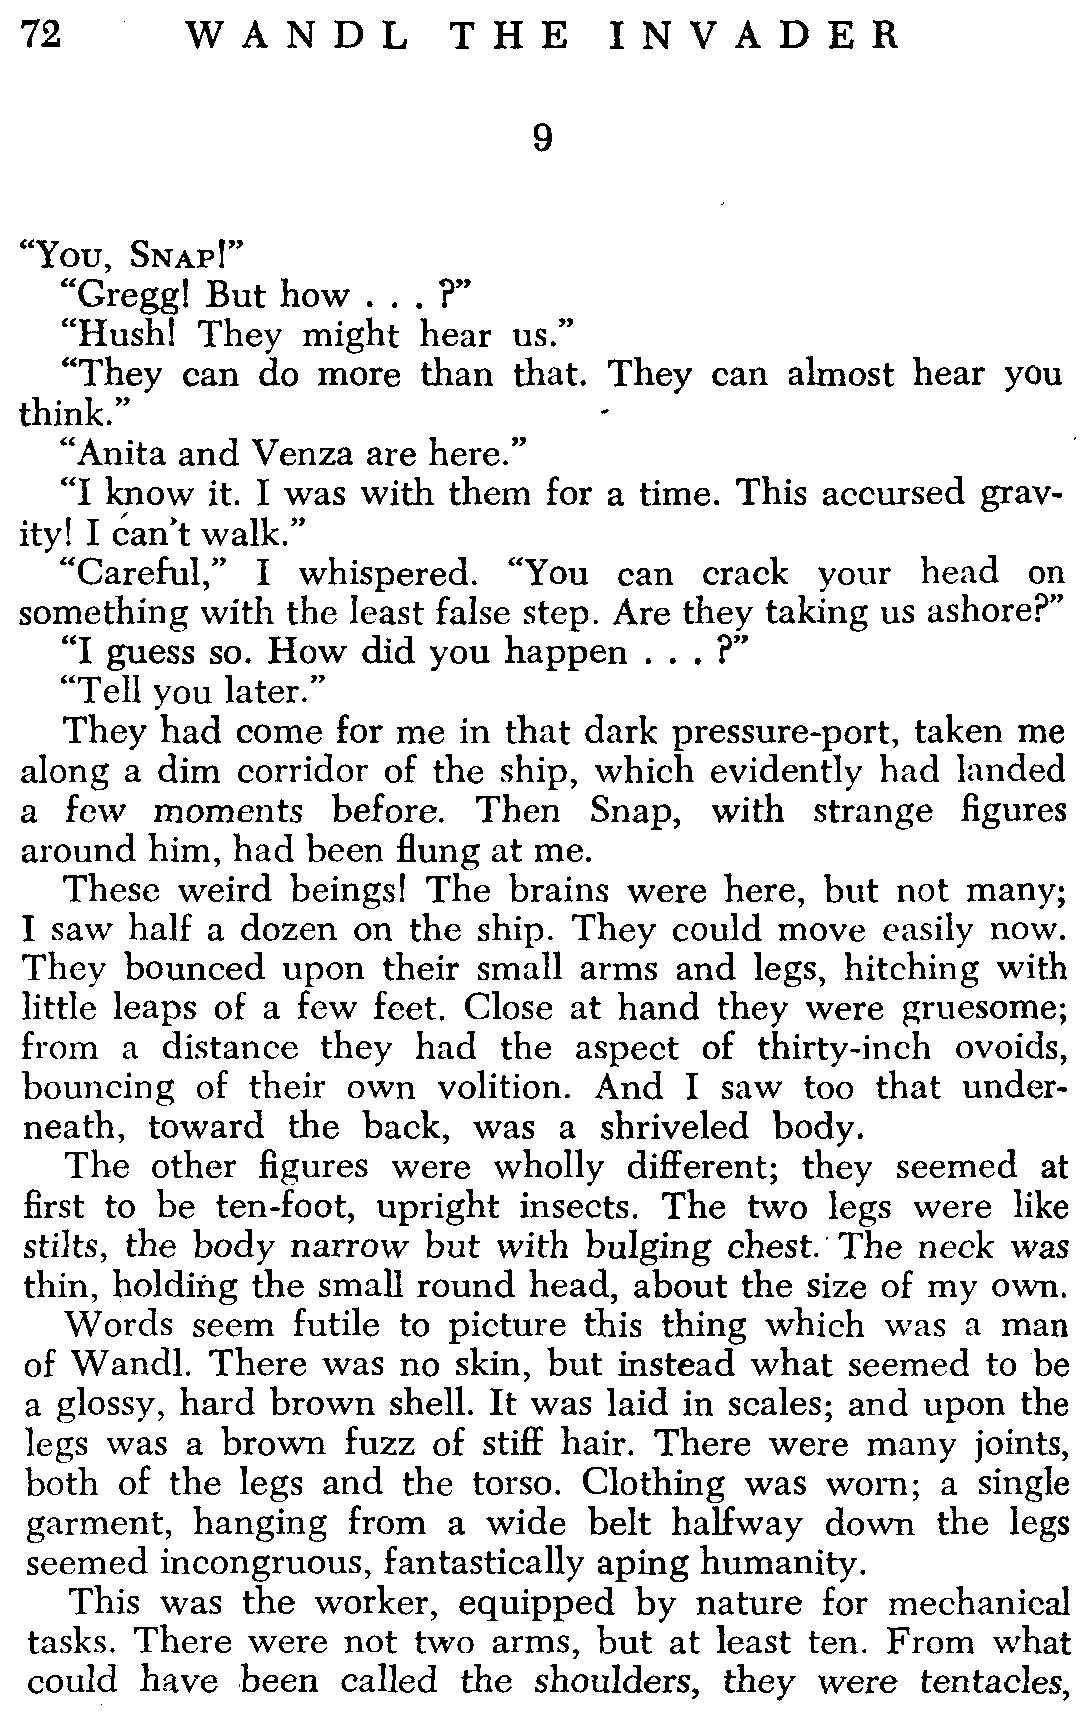 72 WANDL THE INVADER
9
“YOU, SNAP!”
“Gregg! But how . . . ?”
“Hush! They might hear us.”
“They can do more than that. They can almost hear you
think.”
“Anita and Venza are here.”
“I know it. I was with them for a time. This accursed grav-
ity! I can't walk.”
“Careful,” I whispered. “You can crack your head on
something with the least false step. Are they taking us ashore?”
“I guess so. How did you happen . . . ?”
“Tell you later.”
They had come for me in that dark pressure-port, taken me
along a dim corridor of the ship, which evidently had landed
a few moments before. Then Snap, with strange figures
around him, had been flung at me.
These weird beings! The brains were here, but not many;
I saw half a dozen on the ship. They could move easily now.
They bounced upon their small arms and legs, hitching with
little leaps of a few feet. Close at hand they were gruesome;
from a distance they had the aspect of thirty-inch ovoids,
bouncing of their own volition. And I saw too that under-
neath, toward the back, was a shriveled body.
The other figures were wholly different; they seemed at
first to be ten-foot, upright insects. The two legs were like
stilts, the body narrow but with bulging chest. The neck was
thin, holding the small round head, about the size of my own.
Words seem futile to picture this thing which was a man
of Wandl. There was no skin, but instead what seemed to be
a glossy, hard brown shell. It was laid in scales; and upon the
legs was a brown fuzz of stiff hair. There were many joints,
both of the legs and the torso. Clothing was worn; a single
garment, hanging from a wide belt halfway down the legs
seemed incongruous, fantastically aping humanity.
This was the worker, equipped by nature for mechanical
tasks. There were not two arms, but at least ten. From what
could have been called the shoulders, they were tentacles,